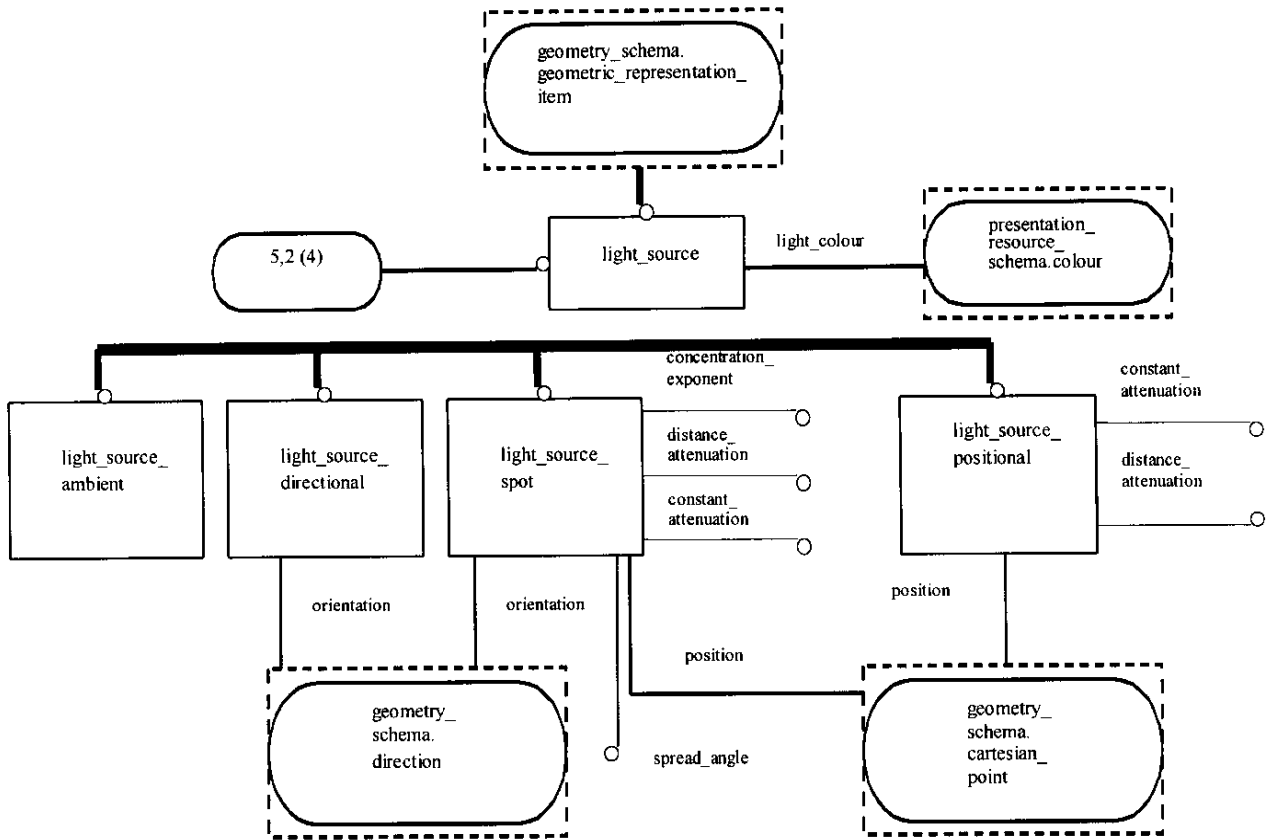 geometry_schema.
geometric_representation_
item
5,2 (4)
light_source
light_colour
presentation_
resource_
schema.colour
concentration_
exponent
distance_
attenuation
constant_
attenuation
constant_
attenuation
distance_
attenuation
light_source_
ambient
light_source_
directional
light_source_
spot
light_source_
positional
orientation
orientation
position
position
geometry_
schema.
direction
spread_angle
geometry_
schema.
cartesian_
point